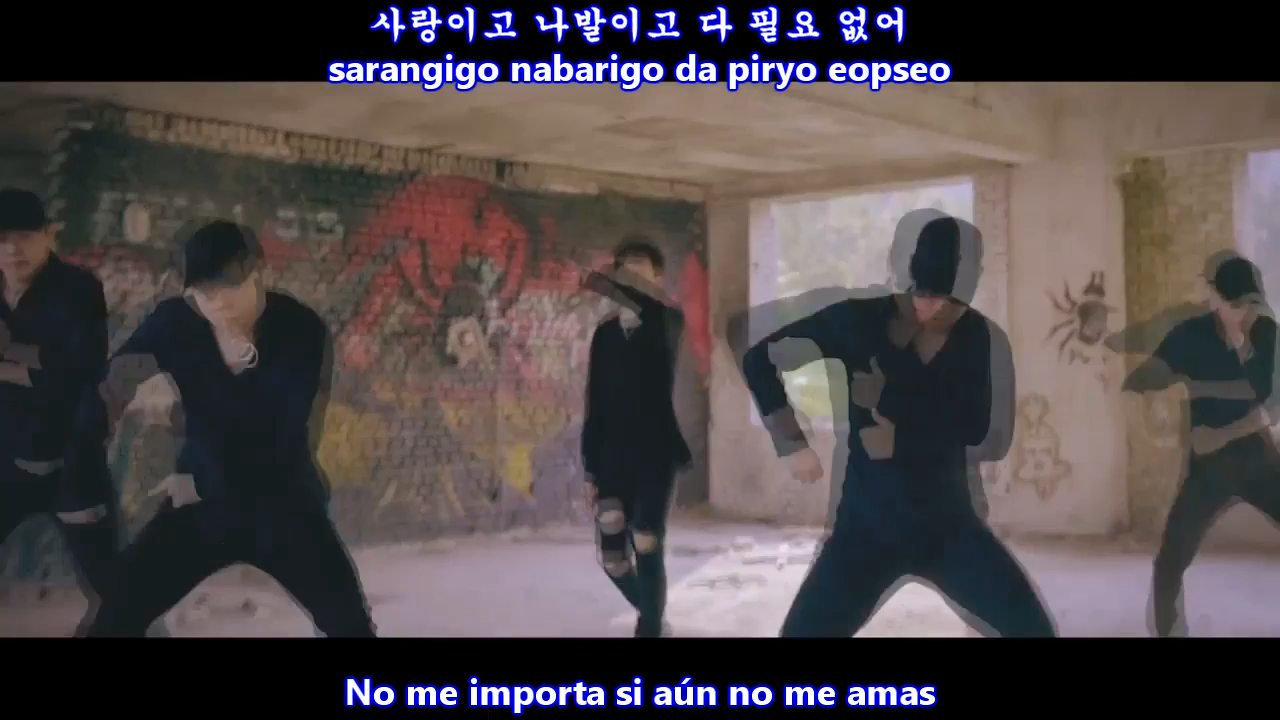 사랑이고 나발이고 다 필요 없어
sarangigo nabarigo da piryo eopseo
No me importa si aún no me amas